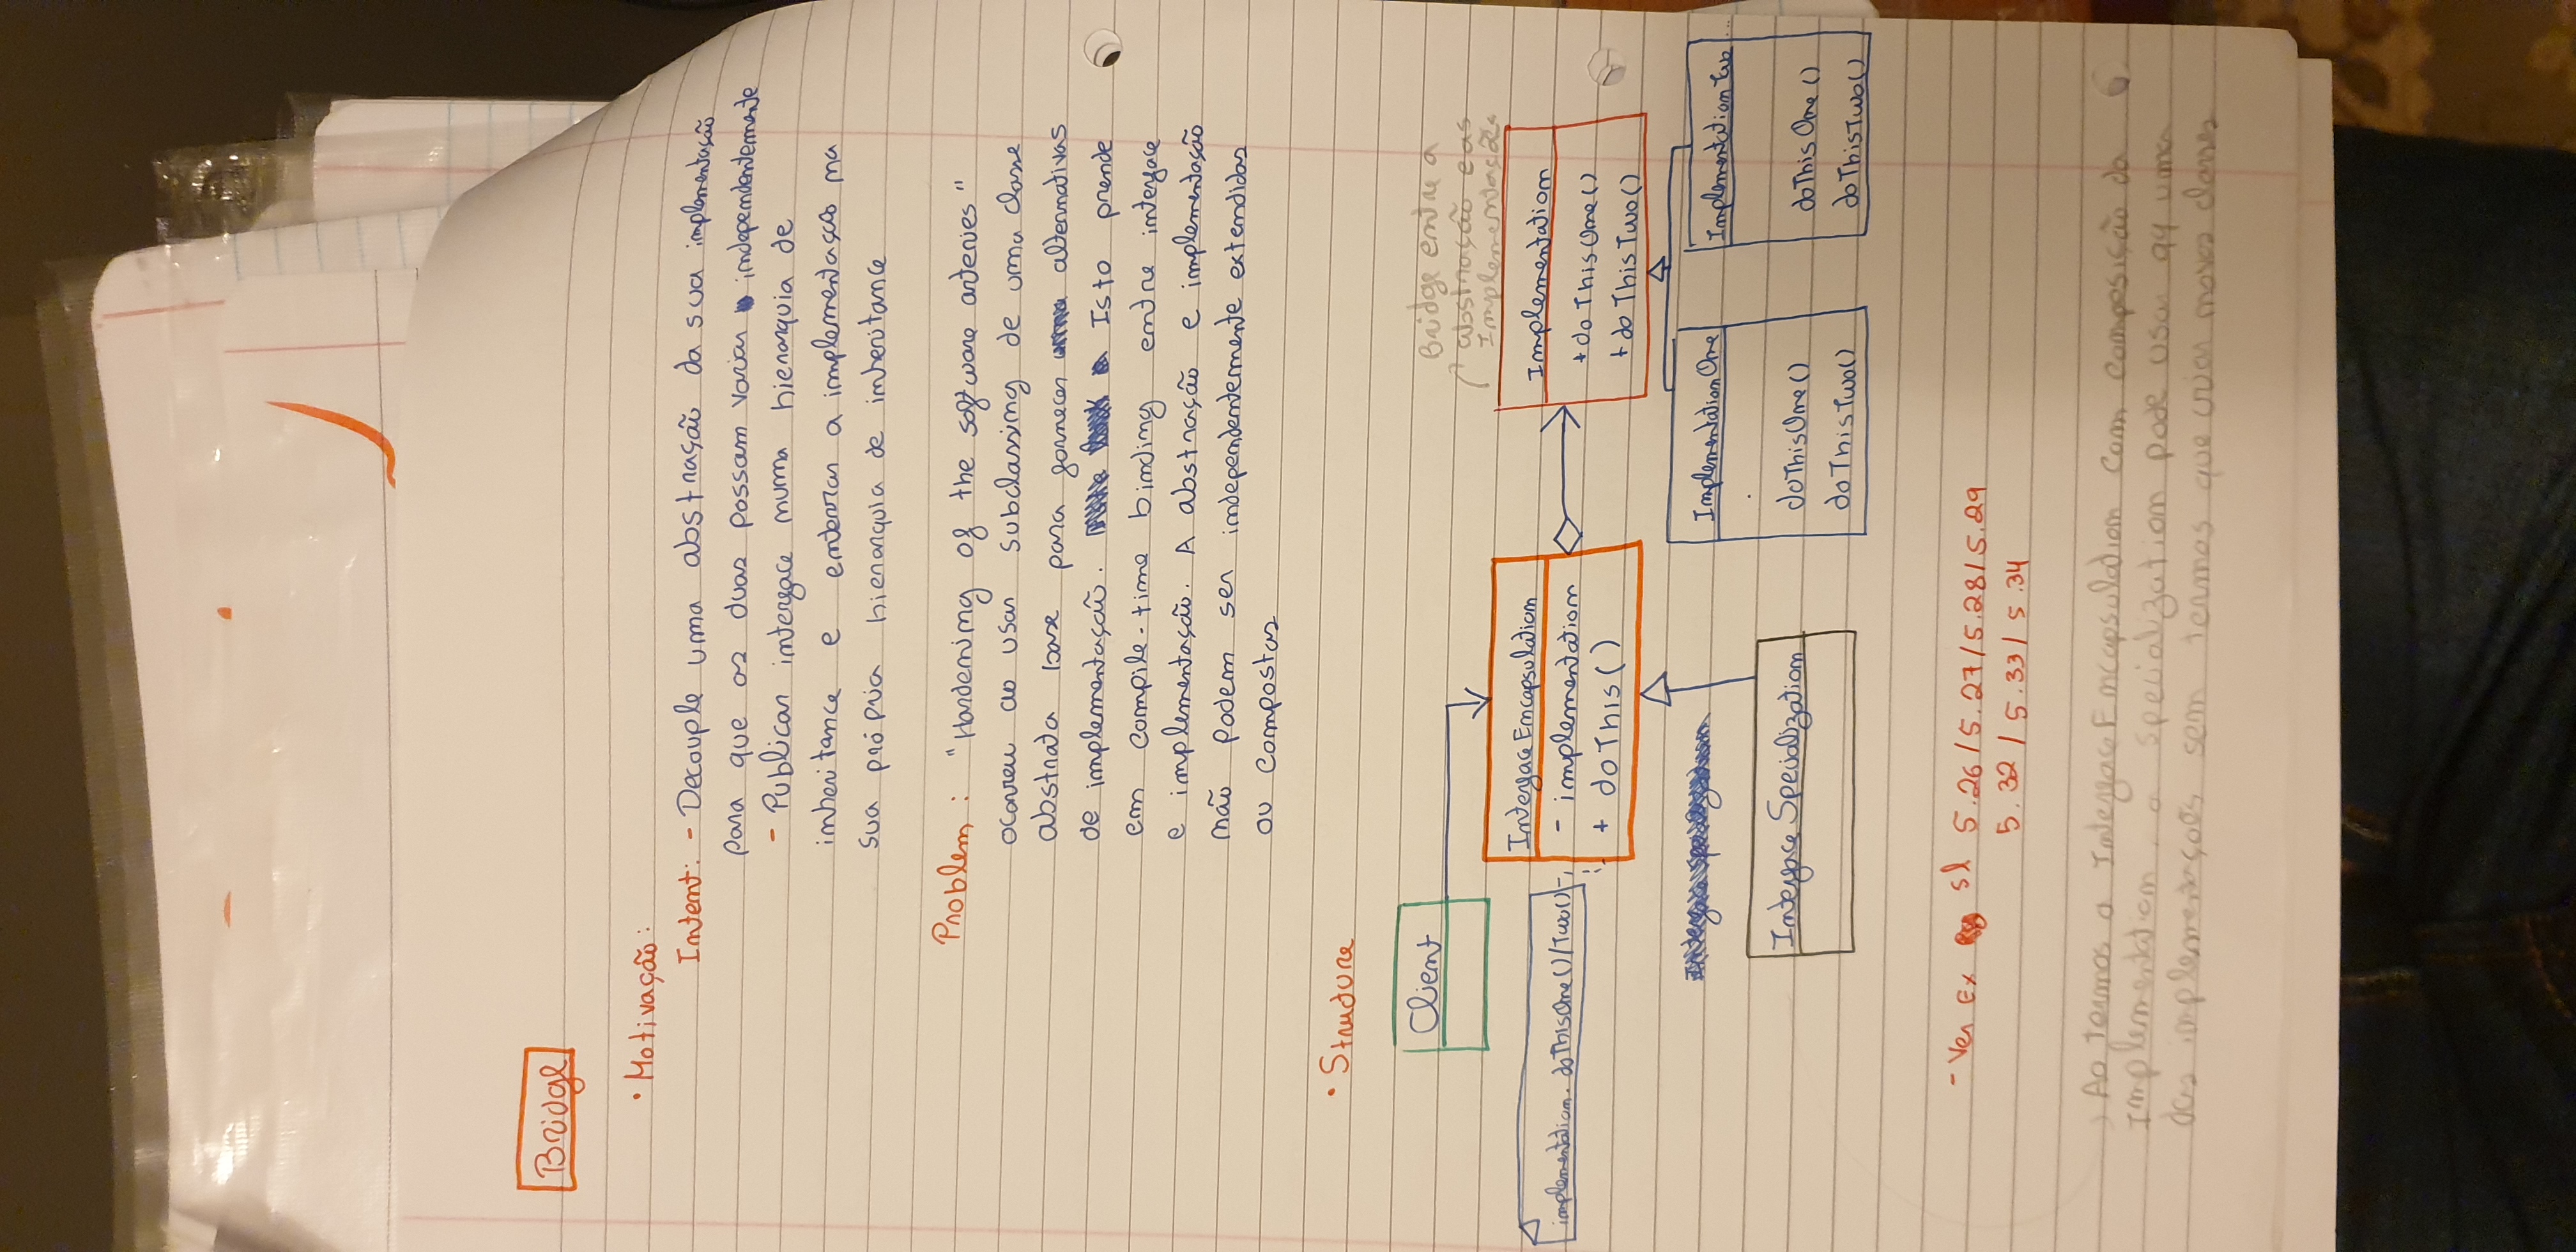 Bridge
• Motivação:
Intent: - Decouple uma abstração da sua implementação
para que as duas possam variar independentemente
- Publicar interface numa hierarquia de
inheritance e enterrar a implementação na
sua própria hierarquia de inheritance
Problem: "Hardening of the software arteries"
ocorreu ao usar subclassing de uma classe
abstrata base para fornecer alternativas
de implementação. Isto prende
em compile-time binding entre interface
e implementação. A abstração e implementação
não podem ser independentemente extendidas
ou compostas
• Structure
Client
Bridge entre a
abstração e as
Implementações
InterfaceEncapsulation
- implementation
+ doThis()
implementation.doThisOne()/Two()
Implementation
+doThisOne()
+doThisTwo()
Interface Specialization
ImplementationOne
doThisOne()
doThisTwo()
ImplementationTwo ...
doThisOne()
doThisTwo()
- Ver Ex sl 5.26/5.27/5.28/5.29
5.32 / 5.33 / 5.34
Ao termos a InterfaceEncapsulation com composição da
Implementation, a specialization pode usar qq uma
das implementações sem termos que criar novas classes